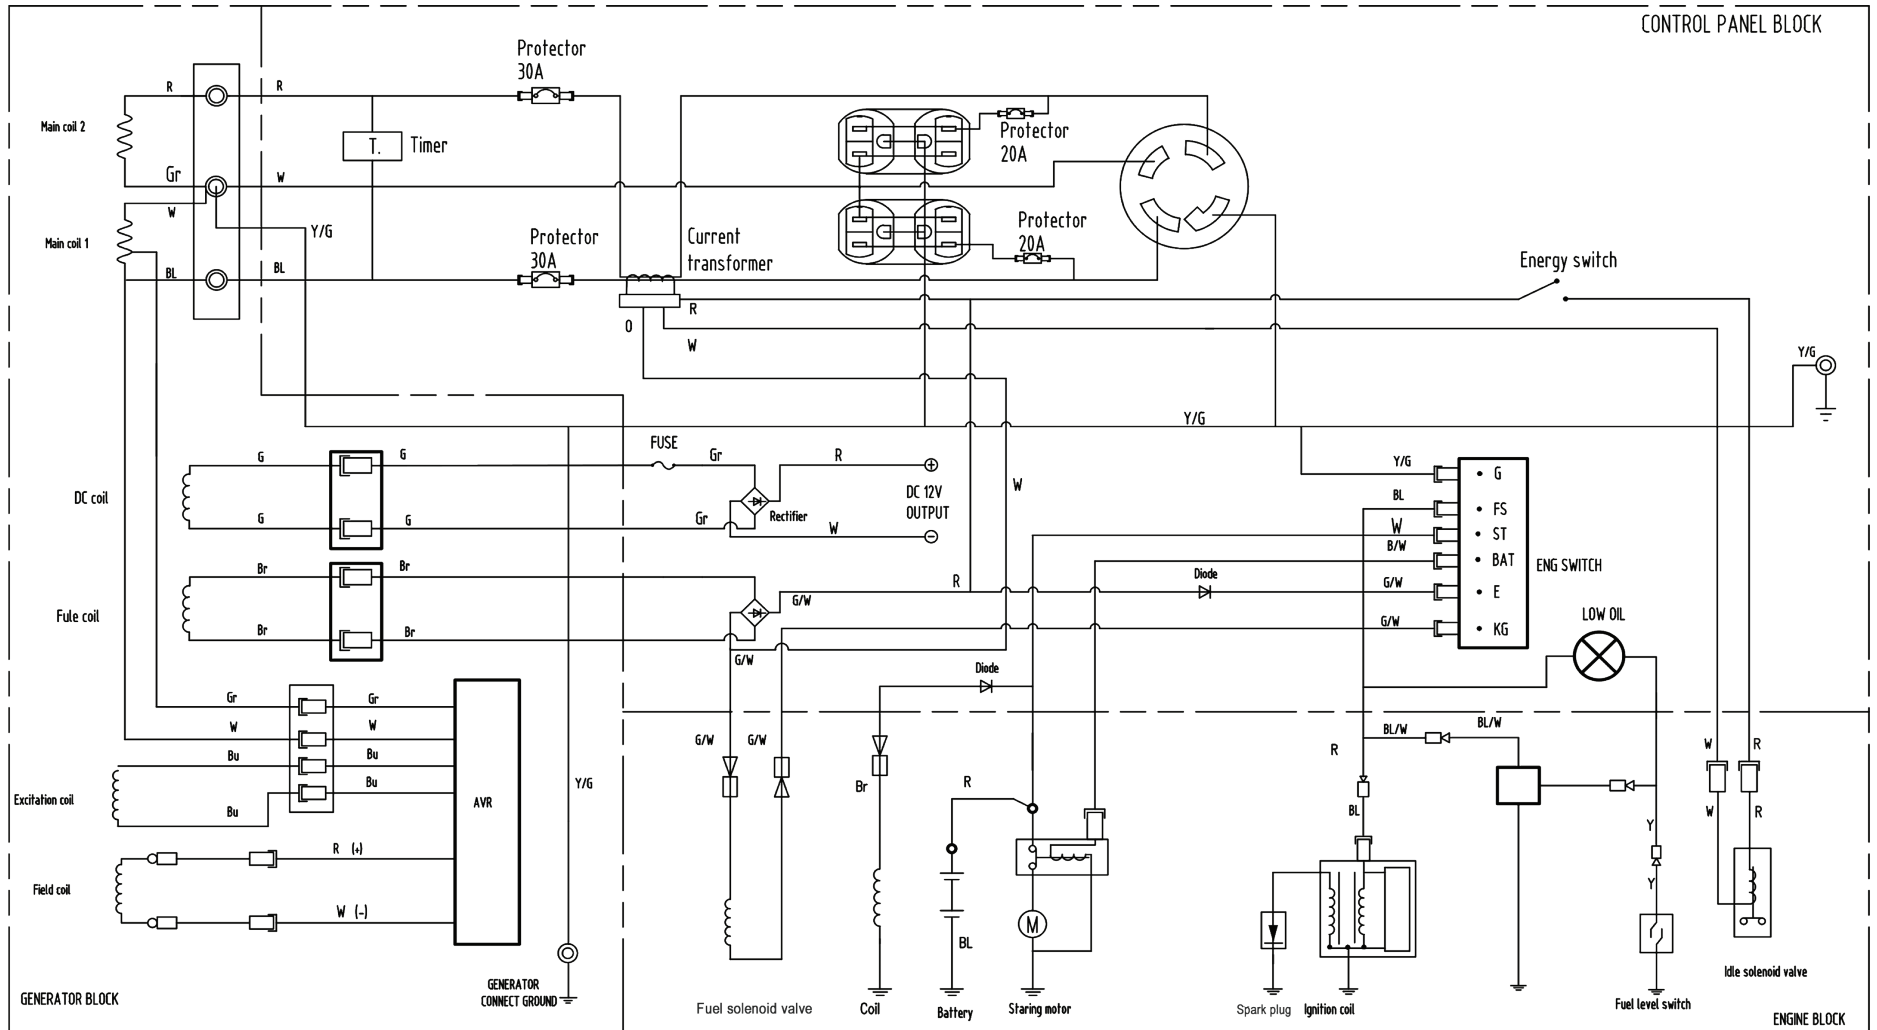 CONTROL PANEL BLOCK
Protector
30A
R
R
Main coil 2
T.
Timer
Protector
20A
Gr
W
W
Y/G
Main coil 1
Protector
30A
Current
transformer
Protector
20A
BL
BL
Energy switch
R
O
W
Y/G
Y/G
FUSE
G
G
Gr
R
DC coil
DC 12V
OUTPUT
Rectifier
W
G
G
Gr
W
Y/G
G
BL
FS
W
ST
B/W
BAT
ENG SWITCH
Br
Br
R
Diode
G/W
E
G/W
Fule coil
LOW OIL
Br
Br
G/W
KG
G/W
Diode
Gr
Gr
W
W
Bu
Bu
Bu
Bu
Excitation coil
AVR
Y/G
G/W
G/W
Br
R
R
BL/W
BL/W
W
R
BL
W
R
Y
Y
R (+)
Field coil
W (-)
M
BL
GENERATOR
CONNECT GROUND
GENERATOR BLOCK
Fuel solenoid valve
Coil
Battery
Staring motor
Spark plug
Ignition coil
Fuel level switch
Idle solenoid valve
ENGINE BLOCK